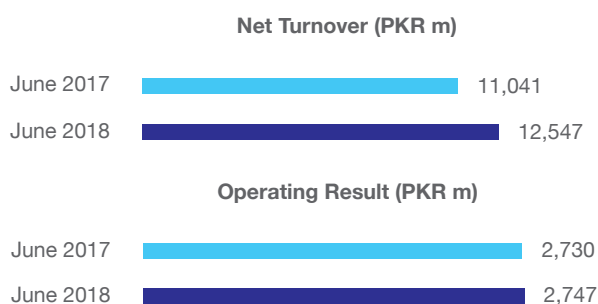 Net Turnover (PKR m)
June 2017 11,041
June 2018 12,547
Operating Result (PKR m)
June 2017 2,730
June 2018 2,747